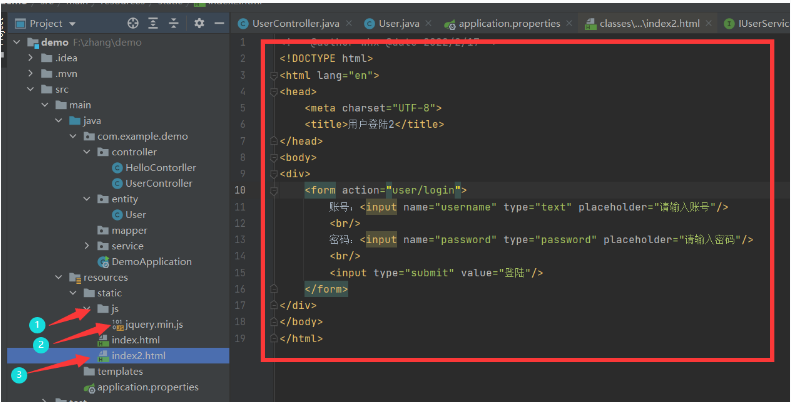 Project
UserController.java
User.java
application.properties
classes\...\index2.html
IUserServic
demo F:\zhang\demo
.idea
.mvn
src
main
java
com.example.demo
controller
HelloContorller
UserController
entity
User
mapper
service
DemoApplication
resources
static
1
js
2
jquery.min.js
index.html
3
index2.html
templates
application.properties
1
2 <!DOCTYPE html>
3 <html lang="en">
4 <head>
5 <meta charset="UTF-8">
6 <title>用户登陆2</title>
7 </head>
8 <body>
9 <div>
10 <form action="user/login">
11 账号：<input name="username" type="text" placeholder="请输入账号"/>
12 <br/>
13 密码：<input name="password" type="password" placeholder="请输入密码"/>
14 <br/>
15 <input type="submit" value="登陆"/>
16 </form>
17 </div>
18 </body>
19 </html>